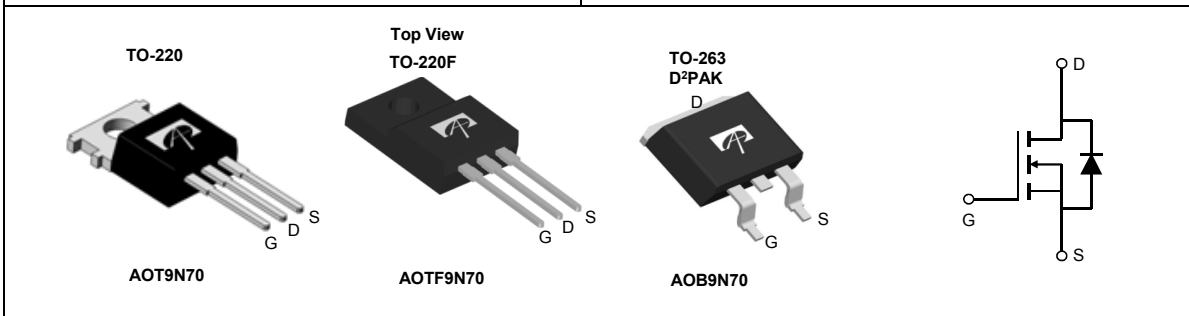 TO-220
Top View
TO-220F
TO-263
D²PAK
D
G
D
S
G
D
S
G
S
D
G
S
AOT9N70
AOTF9N70
AOB9N70